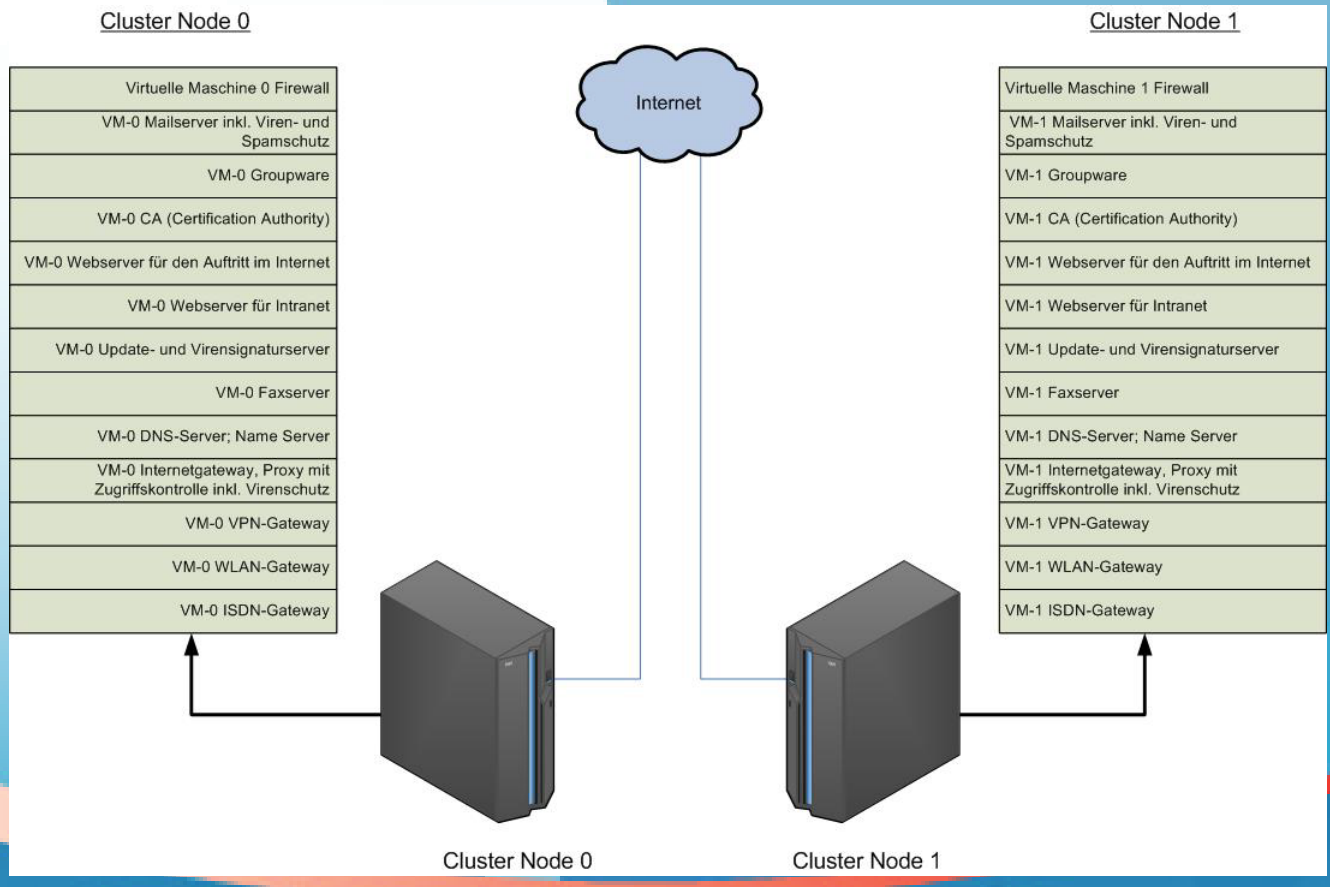 Cluster Node 0
Virtuelle Maschine 0 Firewall
VM-0 Mailserver inkl. Viren- und
Spamschutz
VM-0 Groupware
VM-0 CA (Certification Authority)
VM-0 Webserver für den Auftritt im Internet
VM-0 Webserver für Intranet
VM-0 Update- und Virensignaturserver
VM-0 Faxserver
VM-0 DNS-Server; Name Server
VM-0 Internetgateway, Proxy mit
Zugriffskontrolle inkl. Virenschutz
VM-0 VPN-Gateway
VM-0 WLAN-Gateway
VM-0 ISDN-Gateway
Internet
Cluster Node 1
Virtuelle Maschine 1 Firewall
VM-1 Mailserver inkl. Viren- und
Spamschutz
VM-1 Groupware
VM-1 CA (Certification Authority)
VM-1 Webserver für den Auftritt im Internet
VM-1 Webserver für Intranet
VM-1 Update- und Virensignaturserver
VM-1 Faxserver
VM-1 DNS-Server; Name Server
VM-1 Internetgateway, Proxy mit
Zugriffskontrolle inkl. Virenschutz
VM-1 VPN-Gateway
VM-1 WLAN-Gateway
VM-1 ISDN-Gateway
Cluster Node 0
Cluster Node 1